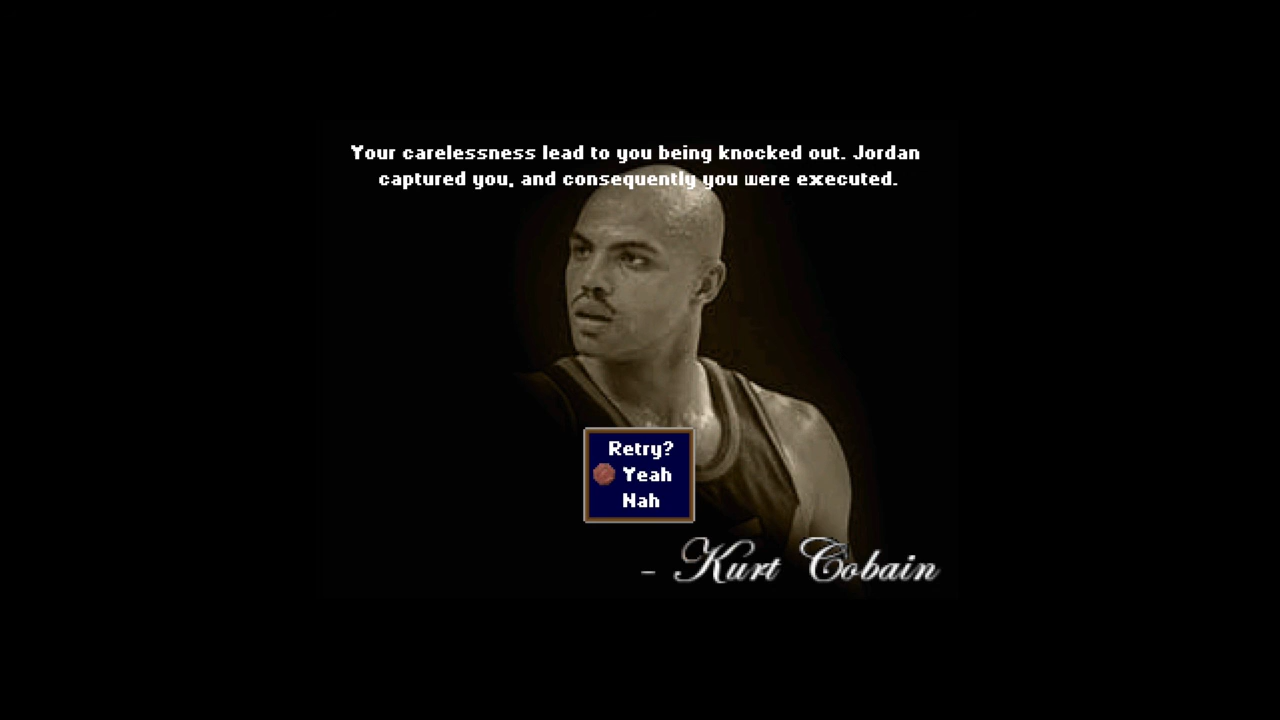 Your carelessness lead to you being knocked out. Jordan
captured you, and consequently you were executed.
Retry?
Yeah
Nah
– Kurt Cobain